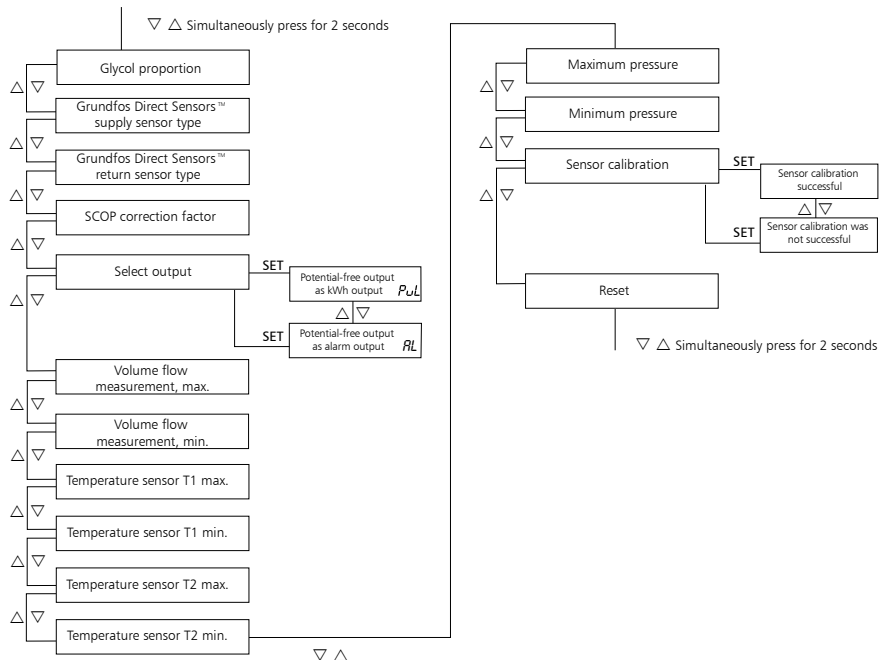 ▽ △ Simultaneously press for 2 seconds
Glycol proportion
△ ▽
Grundfos Direct Sensors™
supply sensor type
△ ▽
Grundfos Direct Sensors™
return sensor type
△ ▽
SCOP correction factor
△ ▽
Select output
SET
Potential-free output
as kWh output PuL
△ ▽
SET
Potential-free output
as alarm output AL
△ ▽
Volume flow
measurement, max.
△ ▽
Volume flow
measurement, min.
△ ▽
Temperature sensor T1 max.
△ ▽
Temperature sensor T1 min.
△ ▽
Temperature sensor T2 max.
△ ▽
Temperature sensor T2 min.
▽ △
Maximum pressure
△ ▽
Minimum pressure
△ ▽
Sensor calibration
SET
Sensor calibration
successful
△ ▽
SET
Sensor calibration was
not successful
△ ▽
Reset
▽ △ Simultaneously press for 2 seconds